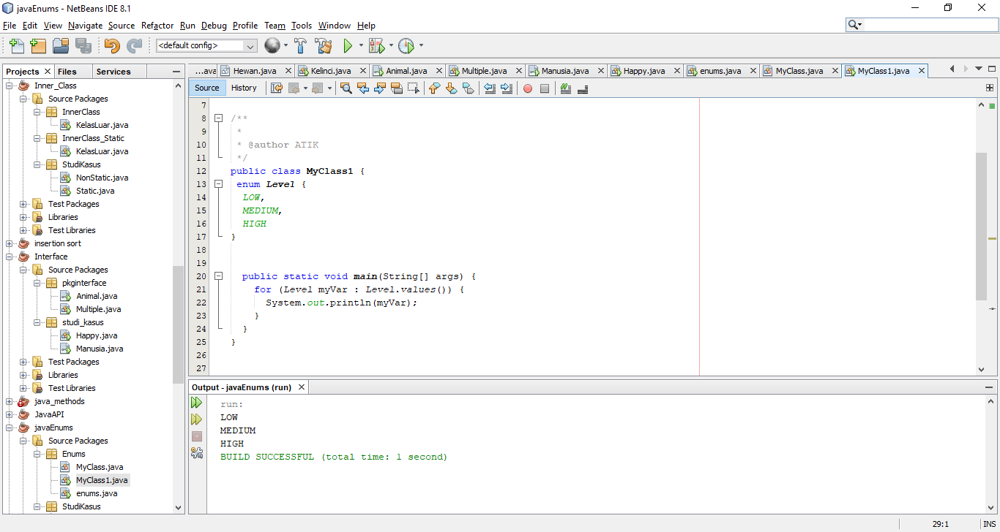 javaEnums - NetBeans IDE 8.1
File Edit View Navigate Source Refactor Run Debug Profile Team Tools Window Help
<default config>
Projects Files Services
...ava Hewan.java Kelinci.java Animal.java Multiple.java Manusia.java Happy.java enums.java MyClass.java MyClass1.java
Source History
Inner_Class
Source Packages
InnerClass
KelasLuar.java
InnerClass_Static
KelasLuar.java
StudiKasus
NonStatic.java
Static.java
Test Packages
Libraries
Test Libraries
insertion sort
Interface
Source Packages
pkginterface
Animal.java
Multiple.java
studi_kasus
Happy.java
Manusia.java
Test Packages
Libraries
Test Libraries
java_methods
JavaAPI
javaEnums
Source Packages
Enums
MyClass.java
MyClass1.java
enums.java
StudiKasus
7
8 /**
9 *
10 * @author ATIK
11 */
12 public class MyClass1 {
13 enum Level {
14 LOW,
15 MEDIUM,
16 HIGH
17 }
18
19
20 public static void main(String[] args) {
21 for (Level myVar : Level.values()) {
22 System.out.println(myVar);
23 }
24 }
25 }
26
27
Output - javaEnums (run)
run:
LOW
MEDIUM
HIGH
BUILD SUCCESSFUL (total time: 1 second)
29:1 INS